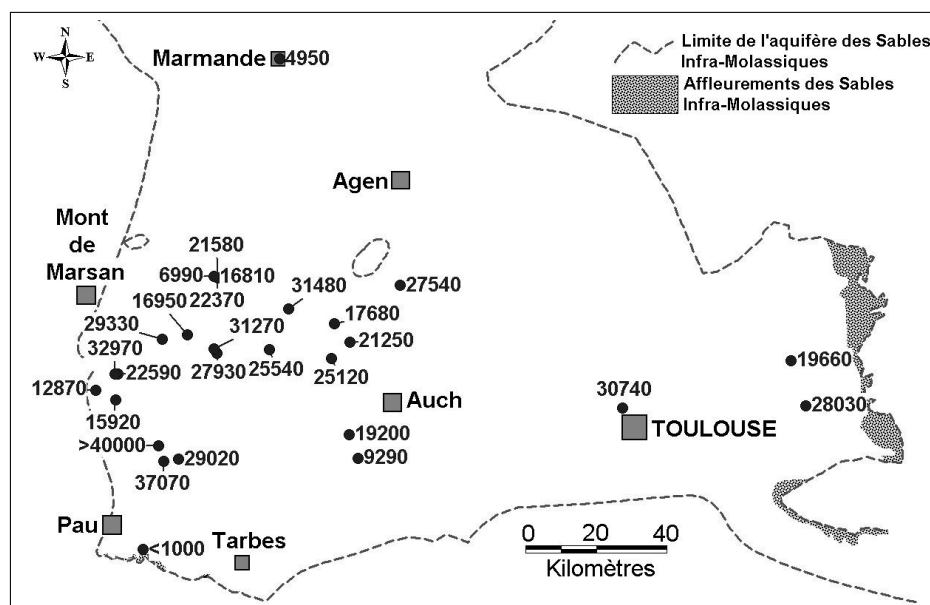 N
W E
S
Marmande
4950
Limite de l'aquifère des Sables
Infra-Molassiques
Affleurements des Sables
Infra-Molassiques
Agen
Mont
de
Marsan
21580
6990
16810
22370
31480
27540
16950
17680
29330
31270
21250
32970
22590
27930
25540
25120
19660
12870
15920
Auch
30740
28030
TOULOUSE
>40000
19200
29020
9290
37070
Pau
<1000
Tarbes
0 20 40
Kilomètres